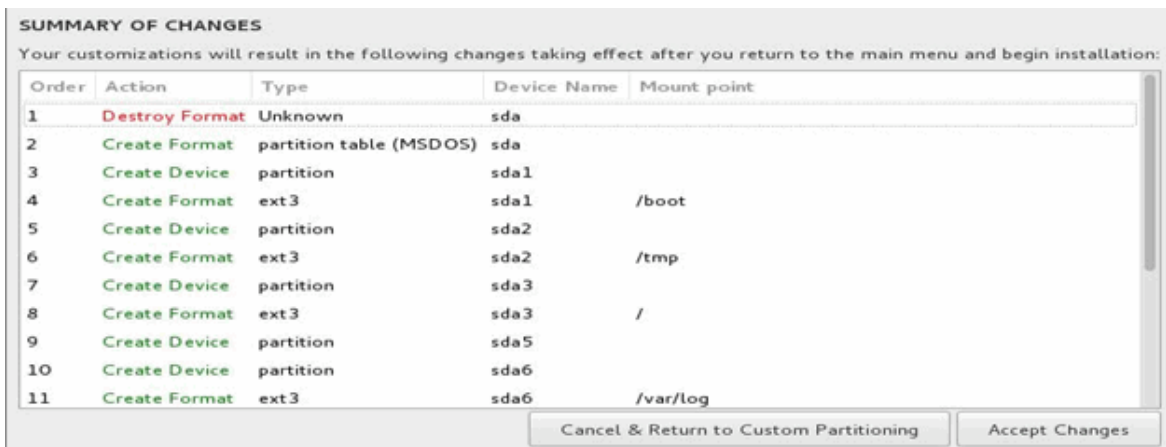 SUMMARY OF CHANGES
Your customizations will result in the following changes taking effect after you return to the main menu and begin installation:
Order Action Type Device Name Mount point
1 Destroy Format Unknown sda
2 Create Format partition table (MSDOS) sda
3 Create Device partition sda1
4 Create Format ext3 sda1 /boot
5 Create Device partition sda2
6 Create Format ext3 sda2 /tmp
7 Create Device partition sda3
8 Create Format ext3 sda3 /
9 Create Device partition sda5
10 Create Device partition sda6
11 Create Format ext3 sda6 /var/log
Cancel & Return to Custom Partitioning Accept Changes